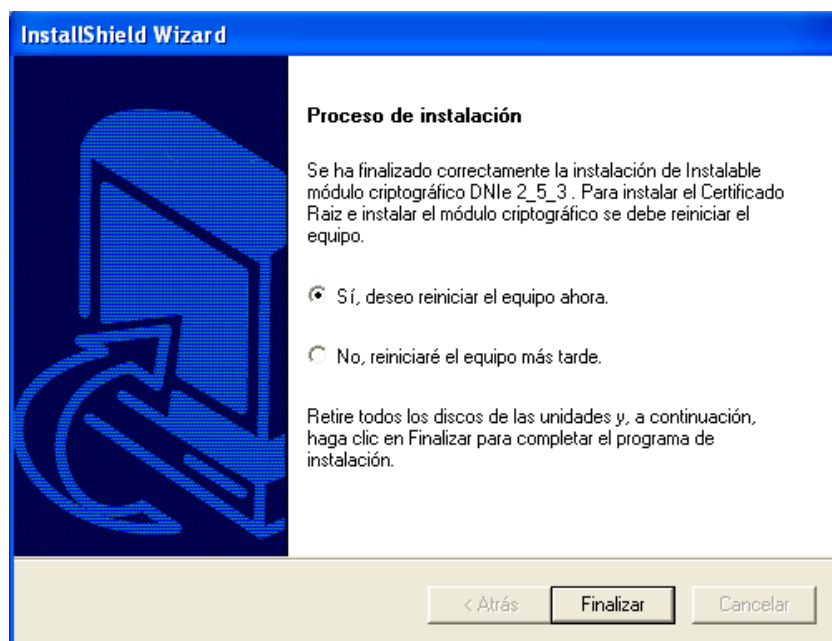 InstallShield Wizard
Proceso de instalación
Se ha finalizado correctamente la instalación de Instalable
módulo criptográfico DNIe 2_5_3 . Para instalar el Certificado
Raiz e instalar el módulo criptográfico se debe reiniciar el
equipo.
Sí, deseo reiniciar el equipo ahora.
No, reiniciaré el equipo más tarde.
Retire todos los discos de las unidades y, a continuación,
haga clic en Finalizar para completar el programa de
instalación.
< Atrás Finalizar Cancelar